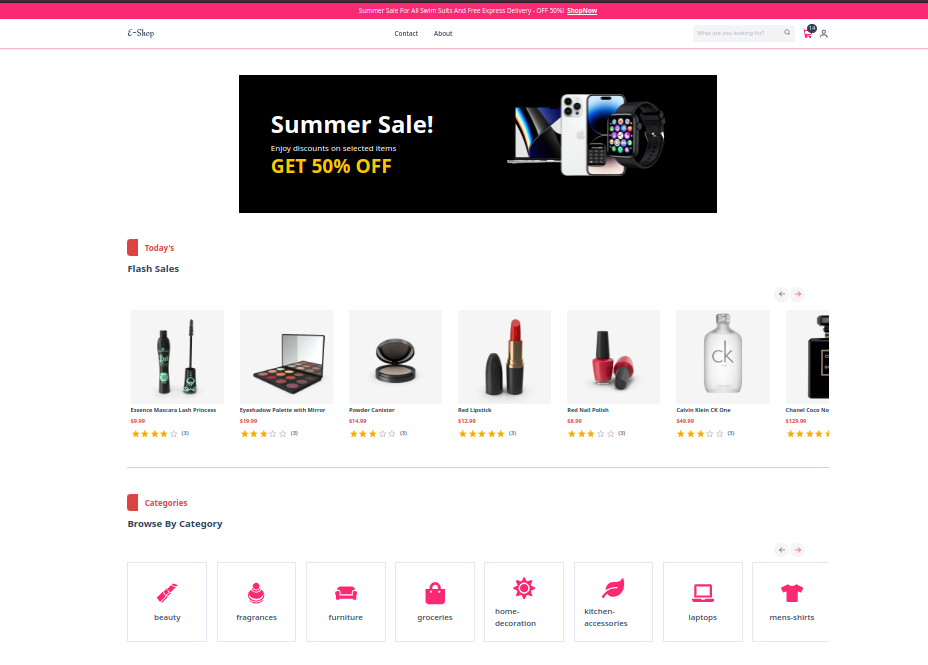 Summer Sale For All Swim Suits And Free Express Delivery - OFF 50%! ShopNow
E-Shop
Contact About
What are you looking for?
Summer Sale!
Enjoy discounts on selected items
GET 50% OFF
Today's
Flash Sales
ck
Essence Mascara Lash Princess
$9.99
(3)
Eyeshadow Palette with Mirror
$19.99
(3)
Powder Canister
$14.99
(3)
Red Lipstick
$12.99
(3)
Red Nail Polish
$8.99
(3)
Calvin Klein CK One
$49.99
(3)
Chanel Coco No
$129.99
Categories
Browse By Category
beauty
fragrances
furniture
groceries
home-
decoration
kitchen-
accessories
laptops
mens-shirts